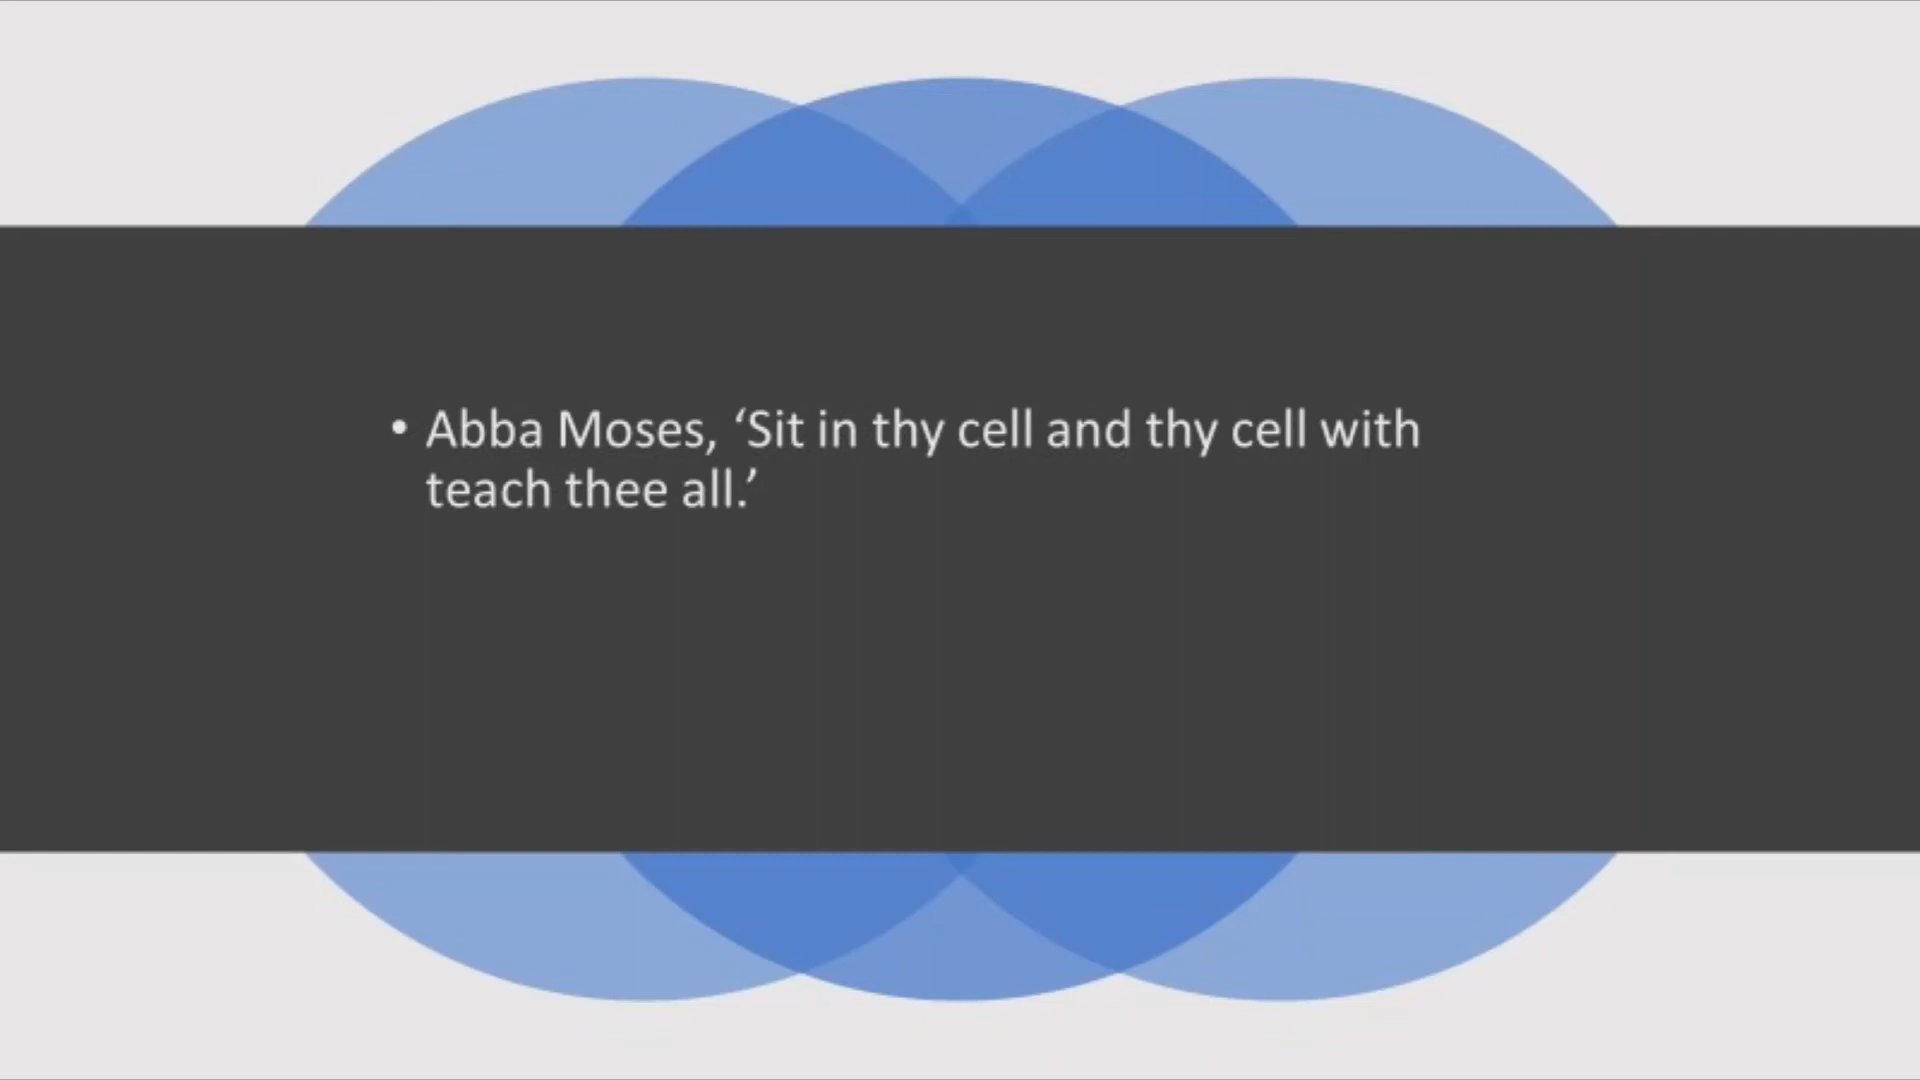 • Abba Moses, ‘Sit in thy cell and thy cell with
teach thee all.’